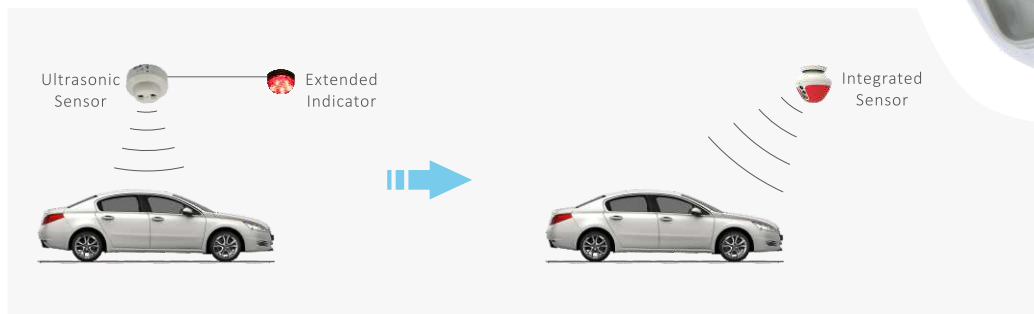 Ultrasonic
Sensor
Extended
Indicator
Integrated
Sensor